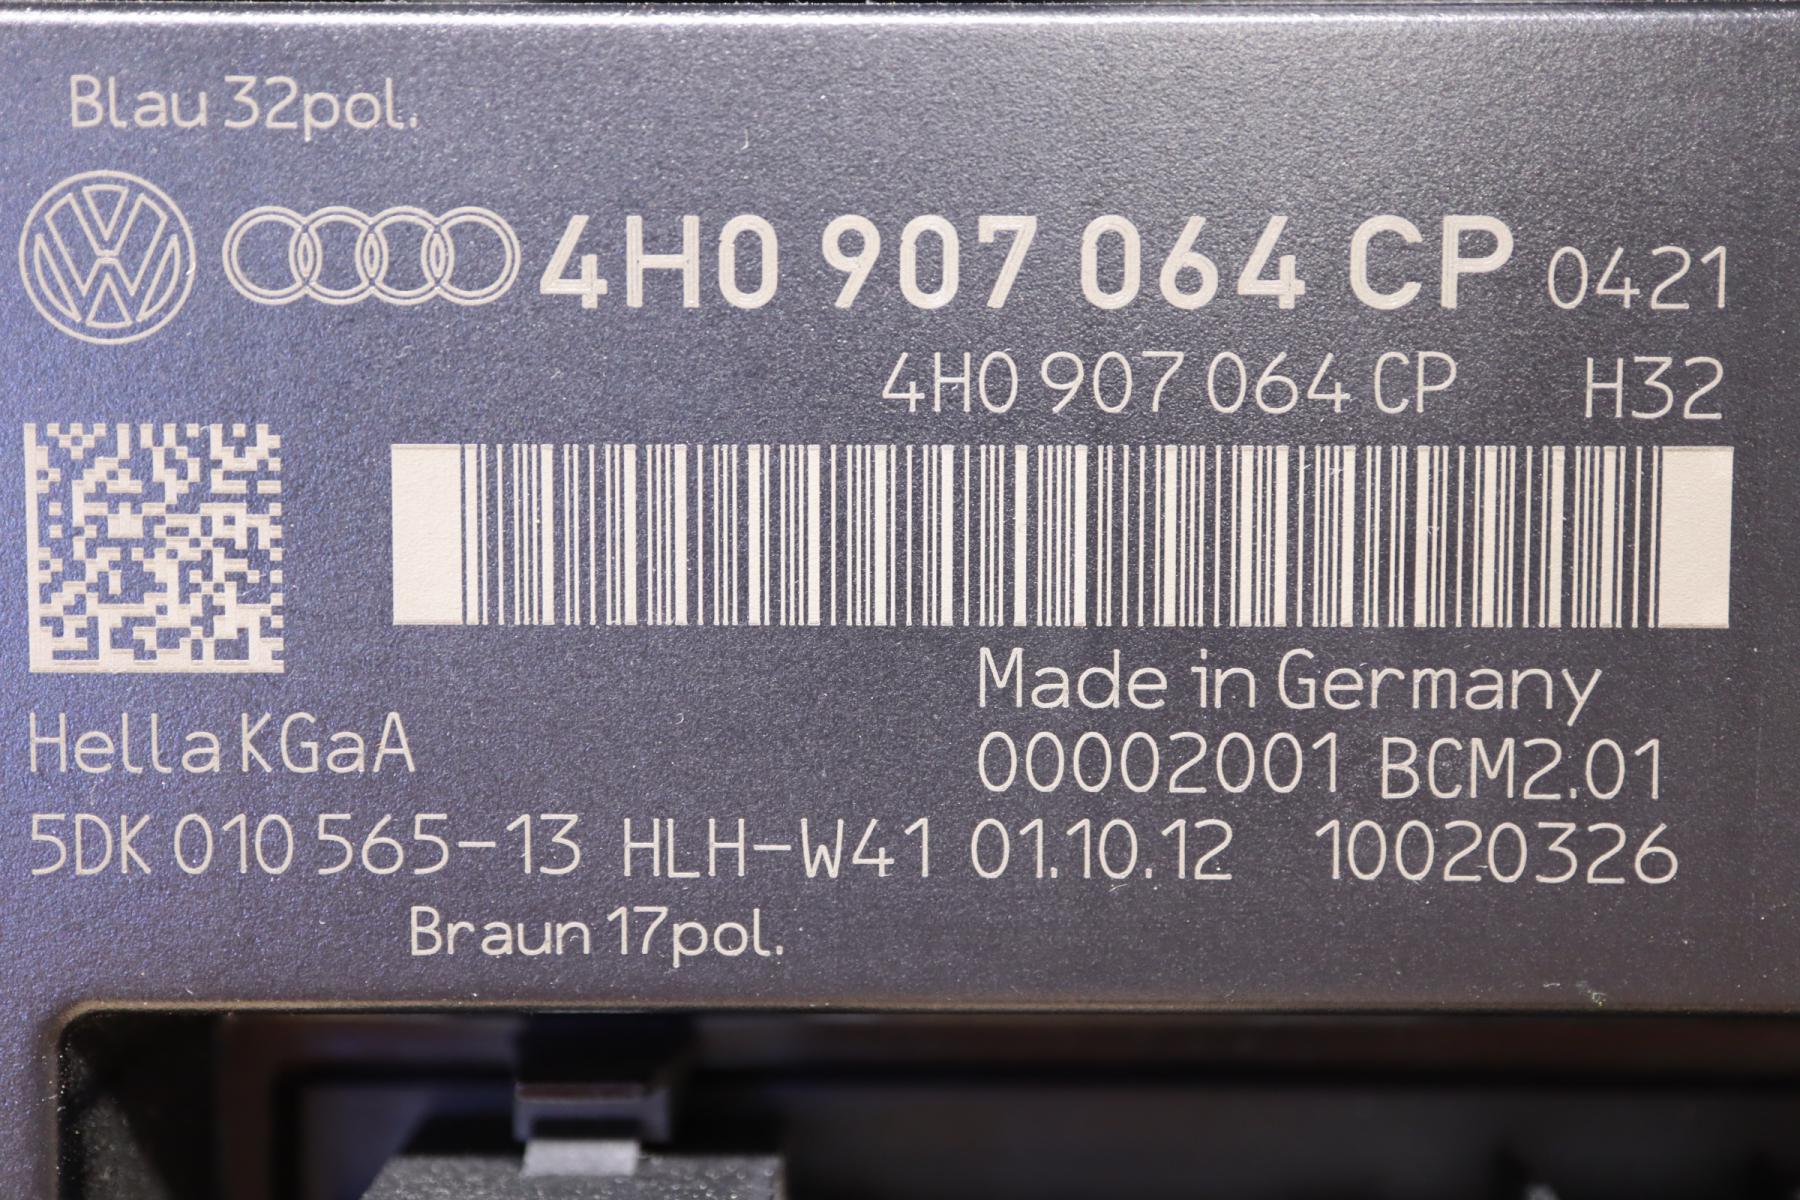 Blau 32pol.
4H0 907 064 CP 0421
4H0 907 064 CP H32
Made in Germany
Hella KGaA
00002001 BCM2.01
5DK 010 565-13 HLH-W41 01.10.12 10020326
Braun 17pol.